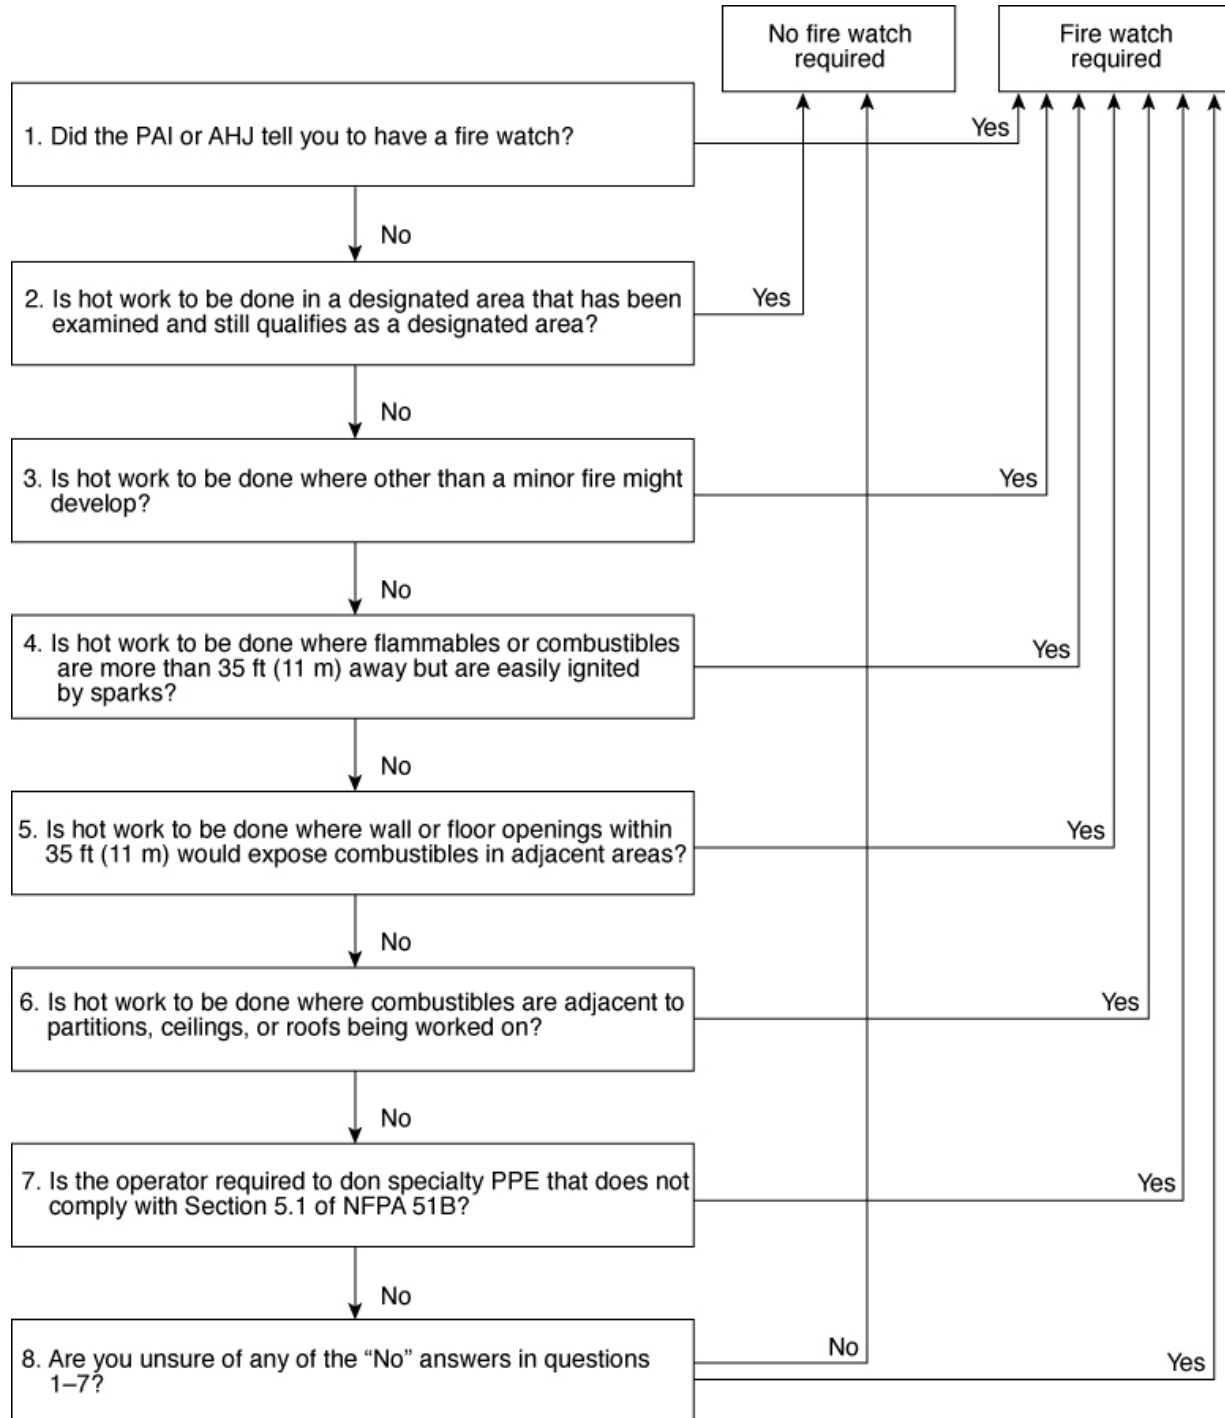 No fire watch
required
Fire watch
required
1. Did the PAI or AHJ tell you to have a fire watch?
Yes
No
2. Is hot work to be done in a designated area that has been
examined and still qualifies as a designated area?
Yes
No
3. Is hot work to be done where other than a minor fire might
develop?
Yes
No
4. Is hot work to be done where flammables or combustibles
are more than 35 ft (11 m) away but are easily ignited
by sparks?
Yes
No
5. Is hot work to be done where wall or floor openings within
35 ft (11 m) would expose combustibles in adjacent areas?
Yes
No
6. Is hot work to be done where combustibles are adjacent to
partitions, ceilings, or roofs being worked on?
Yes
No
7. Is the operator required to don specialty PPE that does not
comply with Section 5.1 of NFPA 51B?
Yes
No
8. Are you unsure of any of the “No” answers in questions
1–7?
No
Yes